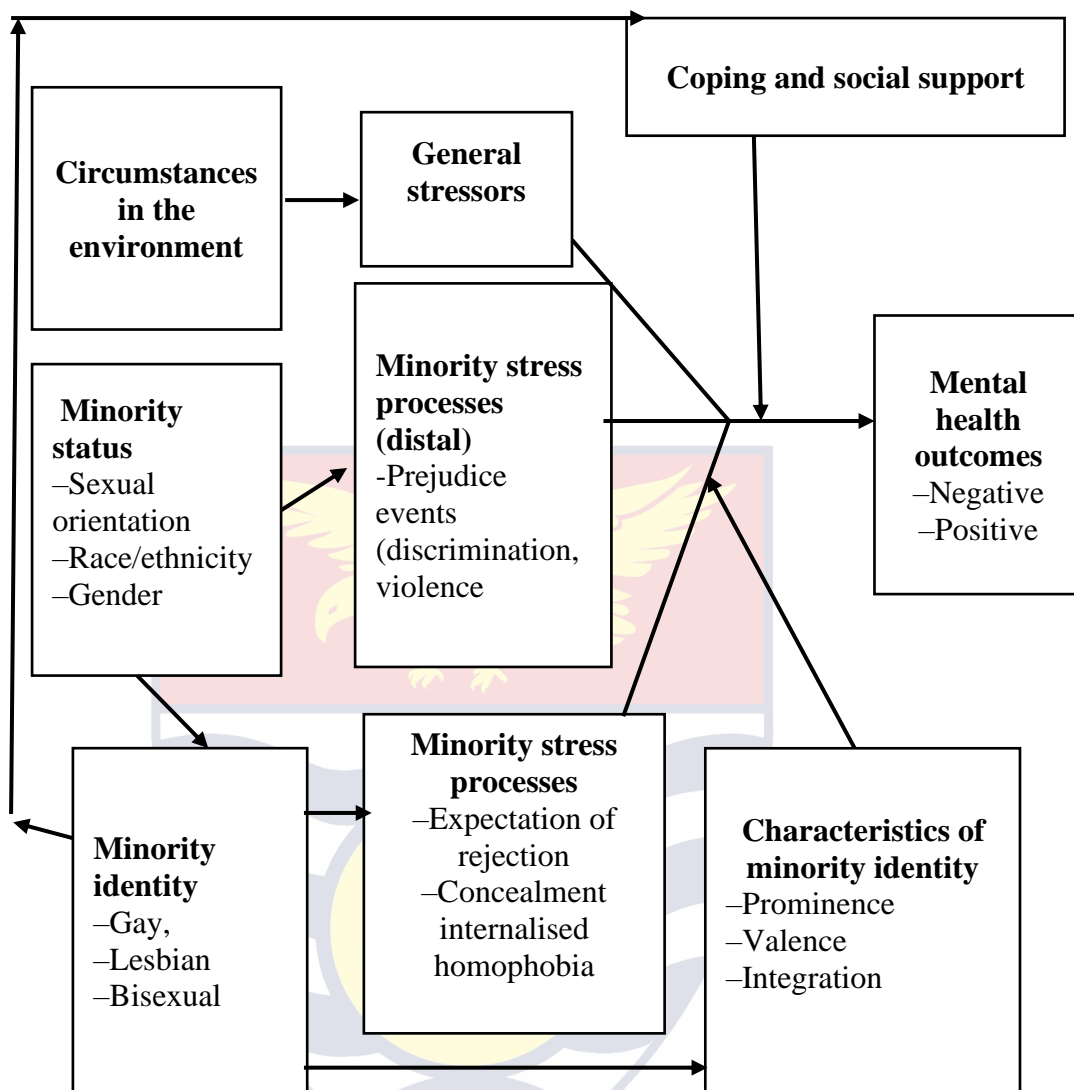 Coping and social support
Circumstances
in the
environment
General
stressors
Minority stress
processes
(distal)
-Prejudice
events
(discrimination,
violence
Mental
health
outcomes
–Negative
–Positive
Minority
status
–Sexual
orientation
–Race/ethnicity
–Gender
Minority stress
processes
–Expectation of
rejection
–Concealment
internalised
homophobia
Characteristics of
minority identity
–Prominence
–Valence
–Integration
Minority
identity
–Gay,
–Lesbian
–Bisexual